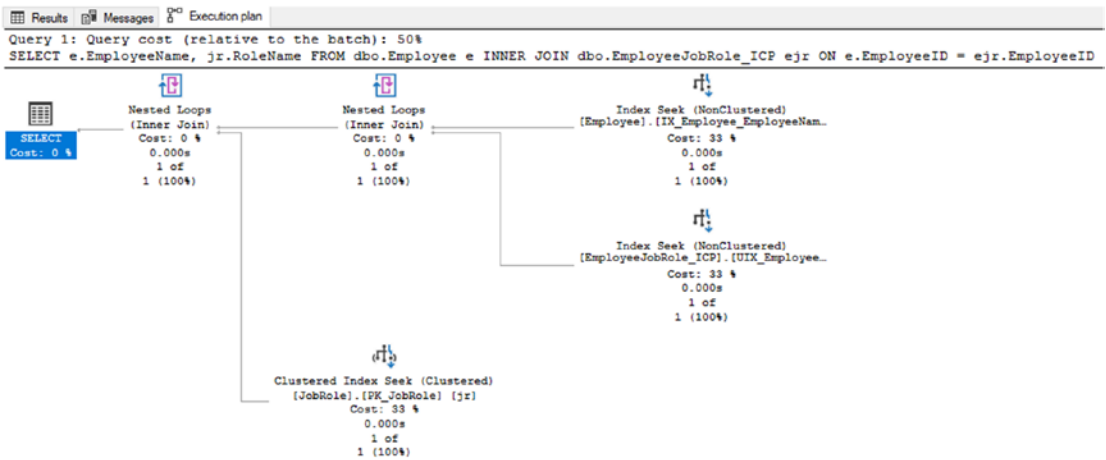 Results Messages Execution plan
Query 1: Query cost (relative to the batch): 50%
SELECT e.EmployeeName, jr.RoleName FROM dbo.Employee e INNER JOIN dbo.EmployeeJobRole_ICP ejr ON e.EmployeeID = ejr.EmployeeID
SELECT
Cost: 0 %
Nested Loops
(Inner Join)
Cost: 0 %
0.000s
1 of
1 (100%)
Nested Loops
(Inner Join)
Cost: 0 %
0.000s
1 of
1 (100%)
Index Seek (NonClustered)
[Employee].[IX_Employee_EmployeeNam…
Cost: 33 %
0.000s
1 of
1 (100%)
Index Seek (NonClustered)
[EmployeeJobRole_ICP].[UIX_Employee…
Cost: 33 %
0.000s
1 of
1 (100%)
Clustered Index Seek (Clustered)
[JobRole].[PK_JobRole] [jr]
Cost: 33 %
0.000s
1 of
1 (100%)